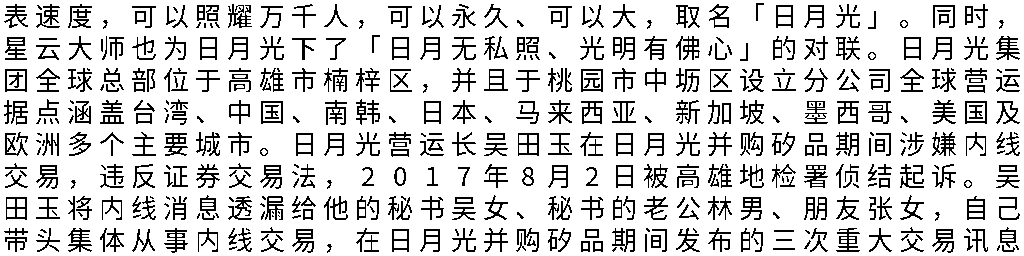 表速度，可以照耀万千人，可以永久、可以大，取名「日月光」。同时，
星云大师也为日月光下了「日月无私照、光明有佛心」的对联。日月光集
团全球总部位于高雄市楠梓区，并且于桃园市中坜区设立分公司全球营运
据点涵盖台湾、中国、南韩、日本、马来西亚、新加坡、墨西哥、美国及
欧洲多个主要城市。日月光营运长吴田玉在日月光并购矽品期间涉嫌内线
交易，违反证券交易法，２０１７年８月２日被高雄地检署侦结起诉。吴
田玉将内线消息透漏给他的秘书吴女、秘书的老公林男、朋友张女，自己
带头集体从事内线交易，在日月光并购矽品期间发布的三次重大交易讯息